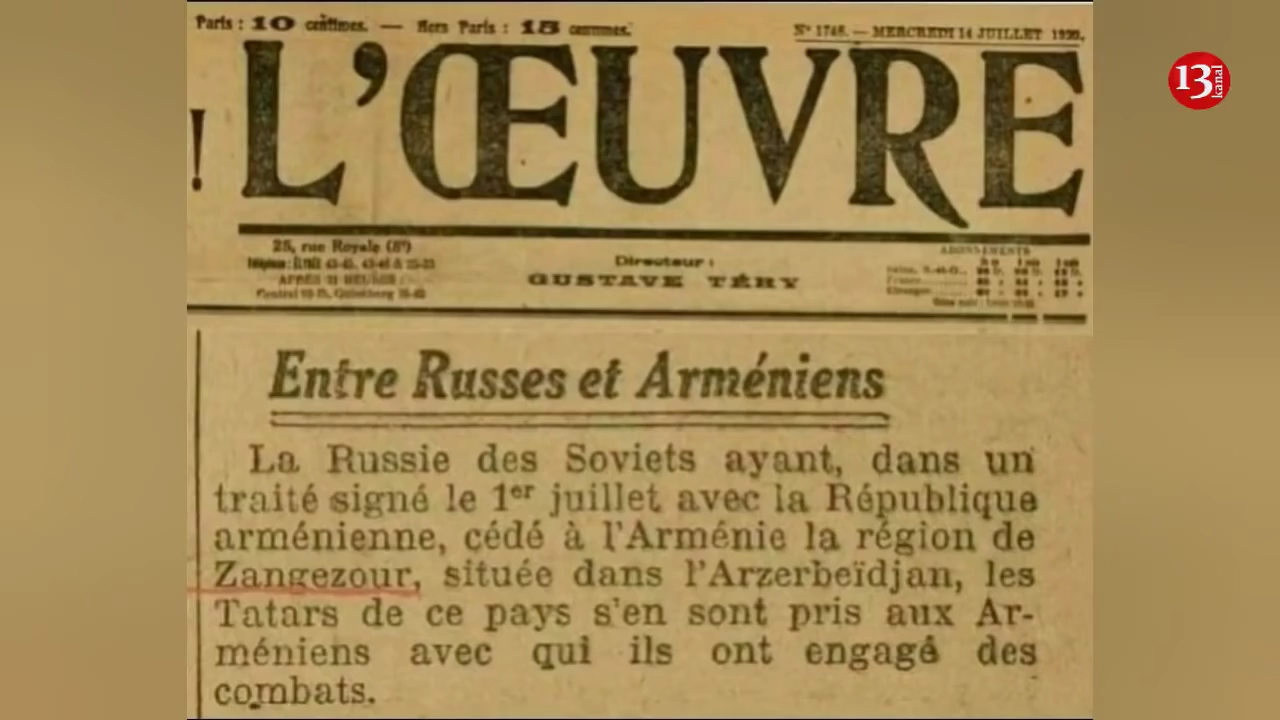 Paris : 10 centimes. — Hors Paris : 15 centimes.
N° 1748. — MERCREDI 14 JUILLET 1920.
! L'ŒUVRE
13 kanal
25, rue Royale (8e)
Directeur :
GUSTAVE TÉRY
ABONNEMENTS
Entre Russes et Arméniens
La Russie des Soviets ayant, dans un
traité signé le 1er juillet avec la République
arménienne, cédé à l'Arménie la région de
Zangezour, située dans l'Arzerbeïdjan, les
Tatars de ce pays s'en sont pris aux Ar-
méniens avec qui ils ont engagé des
combats.